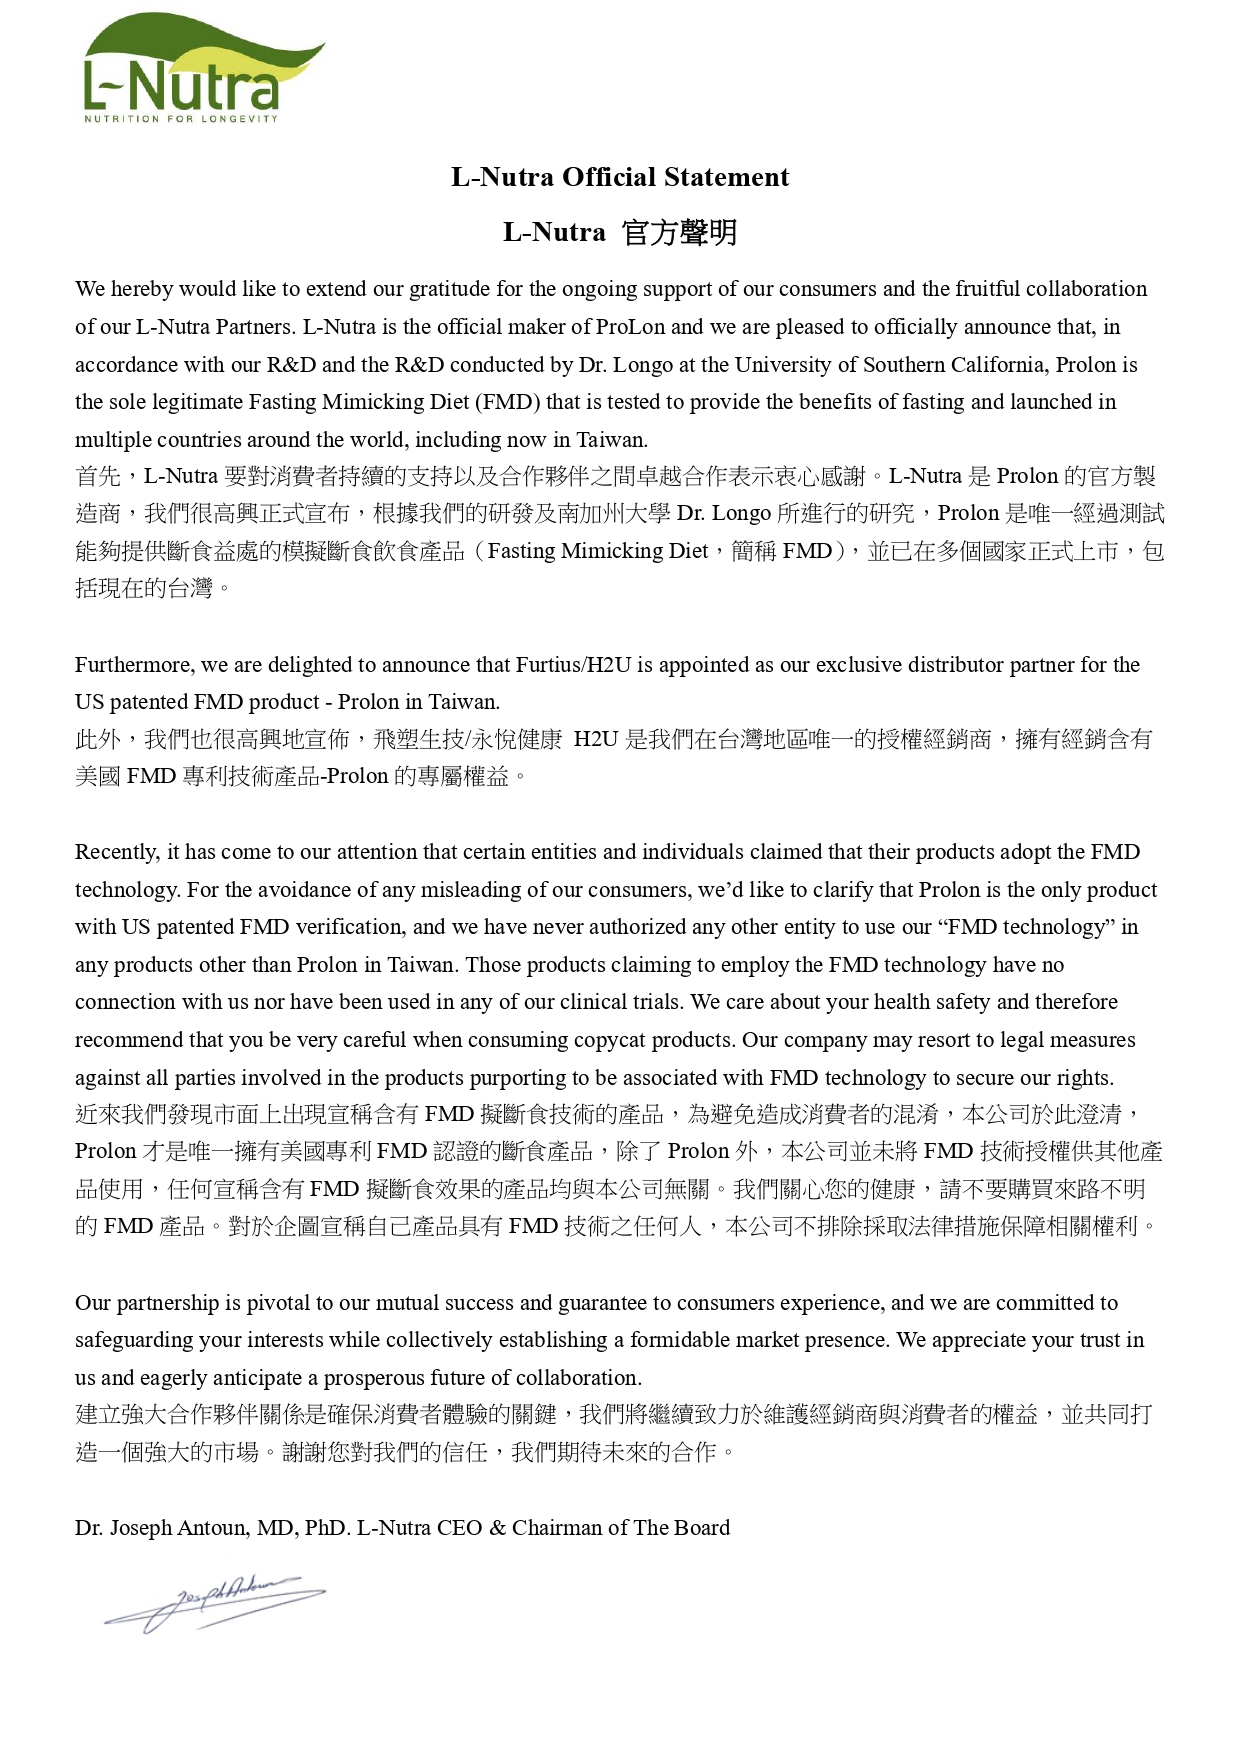 L-Nutra
NUTRITION FOR LONGEVITY
L-Nutra Official Statement
L-Nutra 官方聲明
We hereby would like to extend our gratitude for the ongoing support of our consumers and the fruitful collaboration
of our L-Nutra Partners. L-Nutra is the official maker of ProLon and we are pleased to officially announce that, in
accordance with our R&D and the R&D conducted by Dr. Longo at the University of Southern California, Prolon is
the sole legitimate Fasting Mimicking Diet (FMD) that is tested to provide the benefits of fasting and launched in
multiple countries around the world, including now in Taiwan.
首先，L-Nutra 要對消費者持續的支持以及合作夥伴之間卓越合作表示衷心感謝。L-Nutra 是 Prolon 的官方製
造商，我們很高興正式宣布，根據我們的研發及南加州大學 Dr. Longo 所進行的研究，Prolon 是唯一經過測試
能夠提供斷食益處的模擬斷食飲食產品（Fasting Mimicking Diet，簡稱 FMD），並已在多個國家正式上市，包
括現在的台灣。
Furthermore, we are delighted to announce that Furtius/H2U is appointed as our exclusive distributor partner for the
US patented FMD product - Prolon in Taiwan.
此外，我們也很高興地宣佈，飛塑生技/永悅健康 H2U 是我們在台灣地區唯一的授權經銷商，擁有經銷含有
美國 FMD 專利技術產品-Prolon 的專屬權益。
Recently, it has come to our attention that certain entities and individuals claimed that their products adopt the FMD
technology. For the avoidance of any misleading of our consumers, we’d like to clarify that Prolon is the only product
with US patented FMD verification, and we have never authorized any other entity to use our “FMD technology” in
any products other than Prolon in Taiwan. Those products claiming to employ the FMD technology have no
connection with us nor have been used in any of our clinical trials. We care about your health safety and therefore
recommend that you be very careful when consuming copycat products. Our company may resort to legal measures
against all parties involved in the products purporting to be associated with FMD technology to secure our rights.
近來我們發現市面上出現宣稱含有 FMD 擬斷食技術的產品，為避免造成消費者的混淆，本公司於此澄清，
Prolon 才是唯一擁有美國專利 FMD 認證的斷食產品，除了 Prolon 外，本公司並未將 FMD 技術授權供其他產
品使用，任何宣稱含有 FMD 擬斷食效果的產品均與本公司無關。我們關心您的健康，請不要購買來路不明
的 FMD 產品。對於企圖宣稱自己產品具有 FMD 技術之任何人，本公司不排除採取法律措施保障相關權利。
Our partnership is pivotal to our mutual success and guarantee to consumers experience, and we are committed to
safeguarding your interests while collectively establishing a formidable market presence. We appreciate your trust in
us and eagerly anticipate a prosperous future of collaboration.
建立強大合作夥伴關係是確保消費者體驗的關鍵，我們將繼續致力於維護經銷商與消費者的權益，並共同打
造一個強大的市場。謝謝您對我們的信任，我們期待未來的合作。
Dr. Joseph Antoun, MD, PhD. L-Nutra CEO & Chairman of The Board
Joseph Antoun